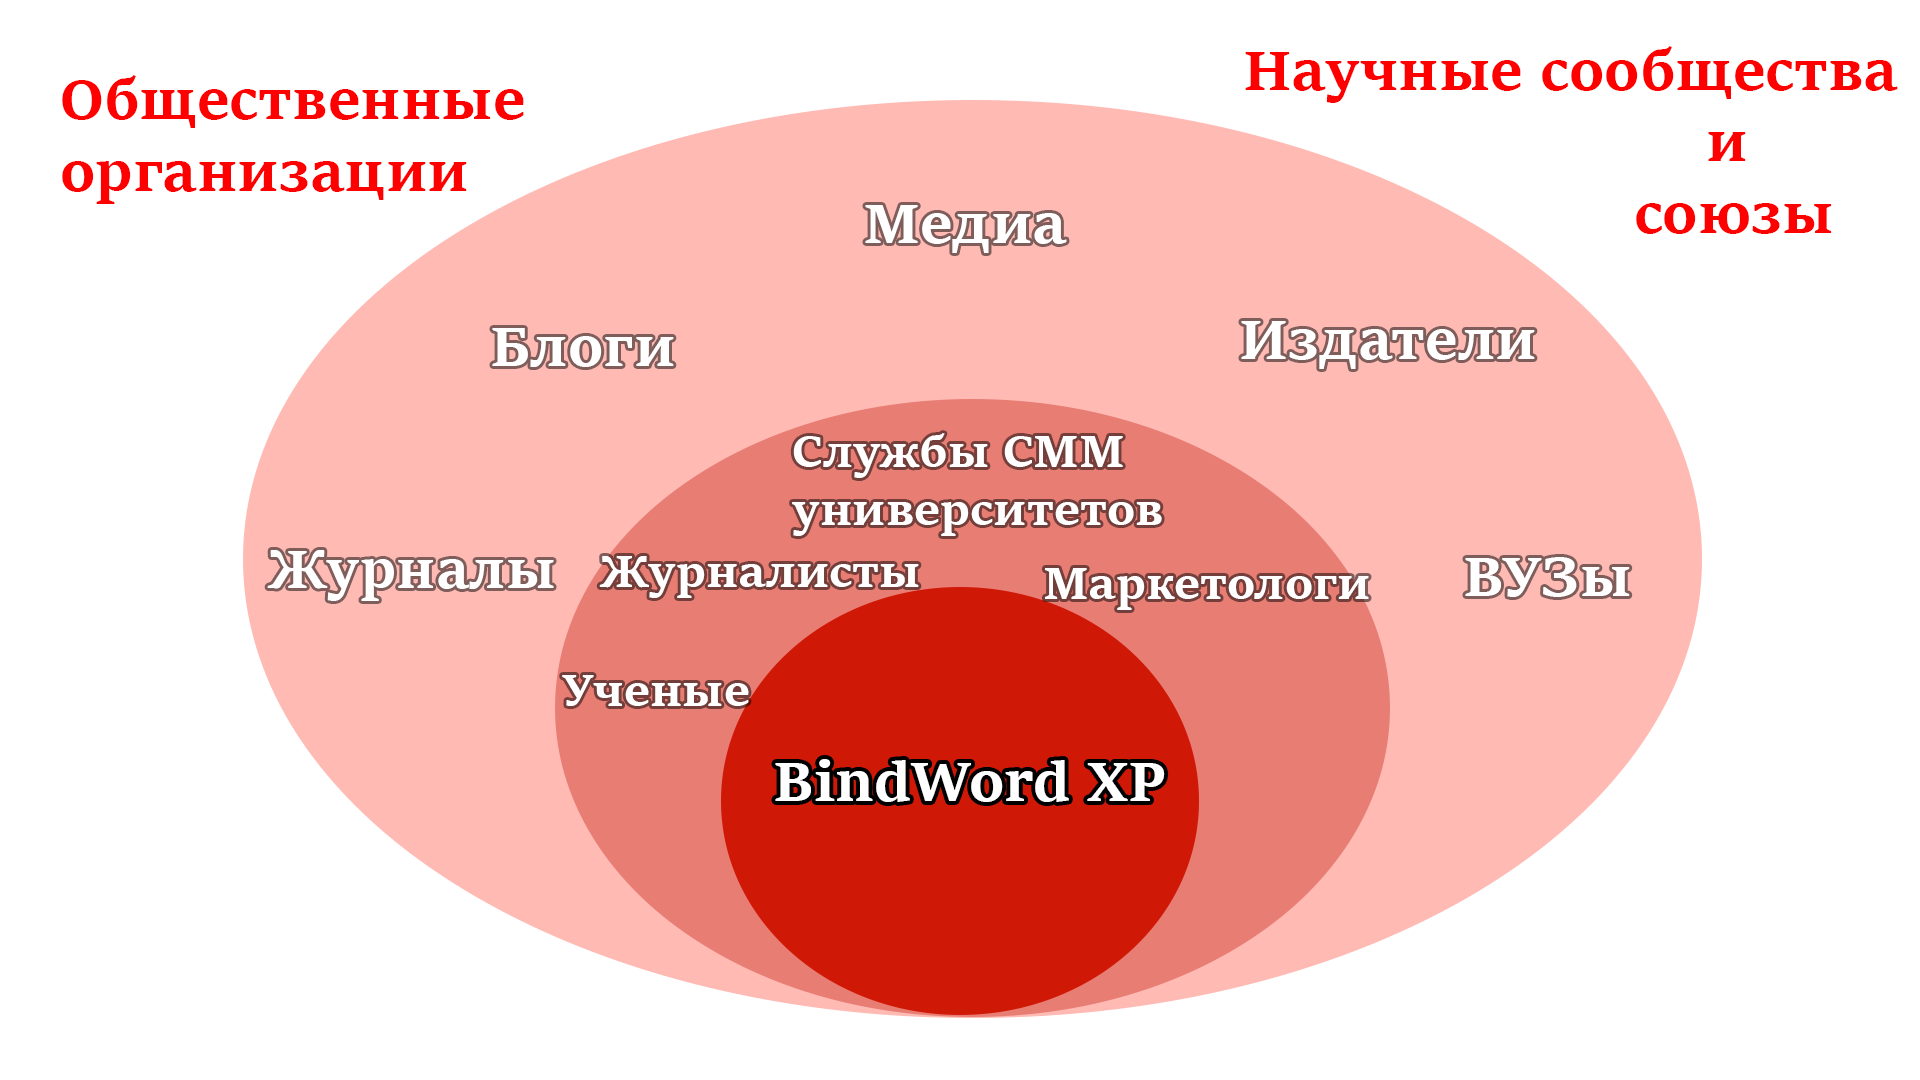 Общественные
организации
Научные сообщества
и
союзы
Медиа
Блоги
Издатели
Службы СММ
университетов
Журналы
Журналисты
Маркетологи
ВУЗы
Ученые
BindWord XP